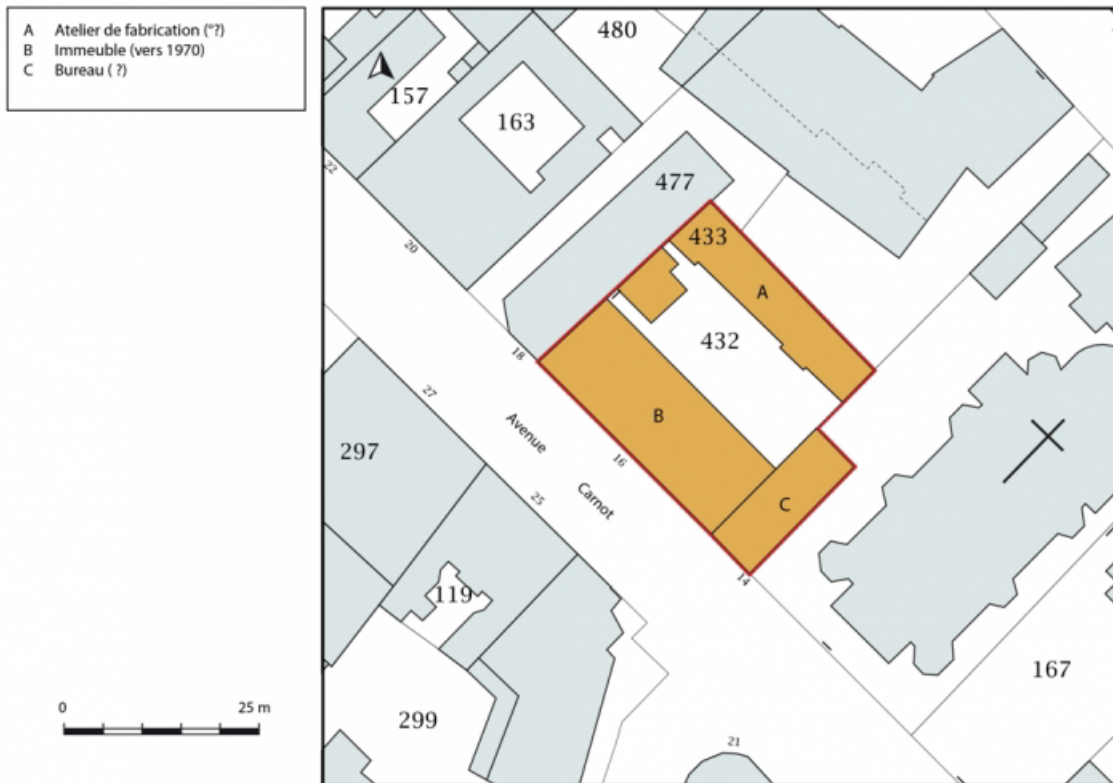 A Atelier de fabrication (°?)
B Immeuble (vers 1970)
C Bureau ( ?)
480
157
163
22
477
20
433
A
432
18
27
B
Avenue
297
16
25
Carnot
C
14
119
167
299
21
0 25 m